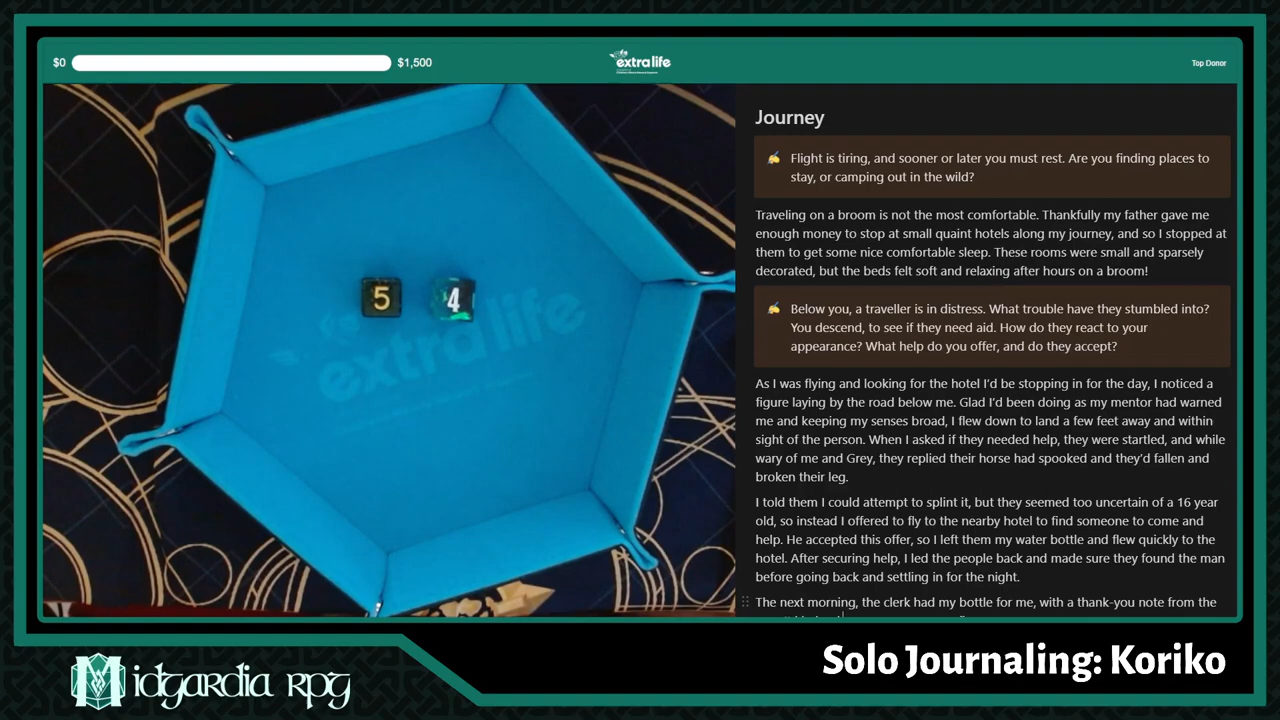 $0
$1,500
extralife
Top Donor
5
4
extralife
Journey
Flight is tiring, and sooner or later you must rest. Are you finding places to
stay, or camping out in the wild?
Traveling on a broom is not the most comfortable. Thankfully my father gave me
enough money to stop at small quaint hotels along my journey, and so I stopped at
them to get some nice comfortable sleep. These rooms were small and sparsely
decorated, but the beds felt soft and relaxing after hours on a broom!
Below you, a traveller is in distress. What trouble have they stumbled into?
You descend, to see if they need aid. How do they react to your
appearance? What help do you offer, and do they accept?
As I was flying and looking for the hotel I'd be stopping in for the day, I noticed a
figure laying by the road below me. Glad I'd been doing as my mentor had warned
me and keeping my senses broad, I flew down to land a few feet away and within
sight of the person. When I asked if they needed help, they were startled, and while
wary of me and Grey, they replied their horse had spooked and they'd fallen and
broken their leg.
I told them I could attempt to splint it, but they seemed too uncertain of a 16 year
old, so instead I offered to fly to the nearby hotel to find someone to come and
help. He accepted this offer, so I left them my water bottle and flew quickly to the
hotel. After securing help, I led the people back and made sure they found the man
before going back and settling in for the night.
The next morning, the clerk had my bottle for me, with a thank-you note from the
Midgardia RPG
Solo Journaling: Koriko